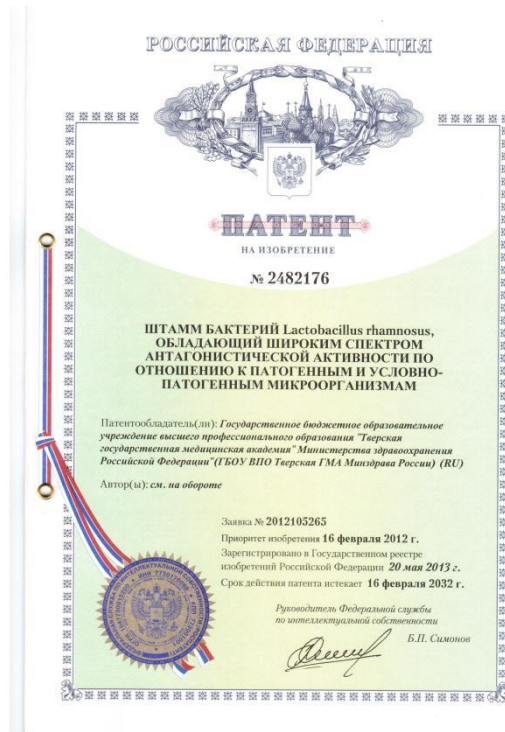 РОССИЙСКАЯ ФЕДЕРАЦИЯ
ПАТЕНТ
НА ИЗОБРЕТЕНИЕ
№ 2482176
ШТАММ БАКТЕРИЙ Lactobacillus rhamnosus,
ОБЛАДАЮЩИЙ ШИРОКИМ СПЕКТРОМ
АНТАГОНИСТИЧЕСКОЙ АКТИВНОСТИ ПО
ОТНОШЕНИЮ К ПАТОГЕННЫМ И УСЛОВНО-
ПАТОГЕННЫМ МИКРООРГАНИЗМАМ
Патентообладатель(ли): Государственное бюджетное образовательное
учреждение высшего профессионального образования "Тверская
государственная медицинская академия" Министерства здравоохранения
Российской Федерации"(ГБОУ ВПО Тверская ГМА Минздрава России) (RU)
Автор(ы): см. на обороте
Заявка № 2012105265
Приоритет изобретения 16 февраля 2012 г.
Зарегистрировано в Государственном реестре
изобретений Российской Федерации 20 мая 2013 г.
Срок действия патента истекает 16 февраля 2032 г.
Руководитель Федеральной службы
по интеллектуальной собственности
Б.П. Симонов